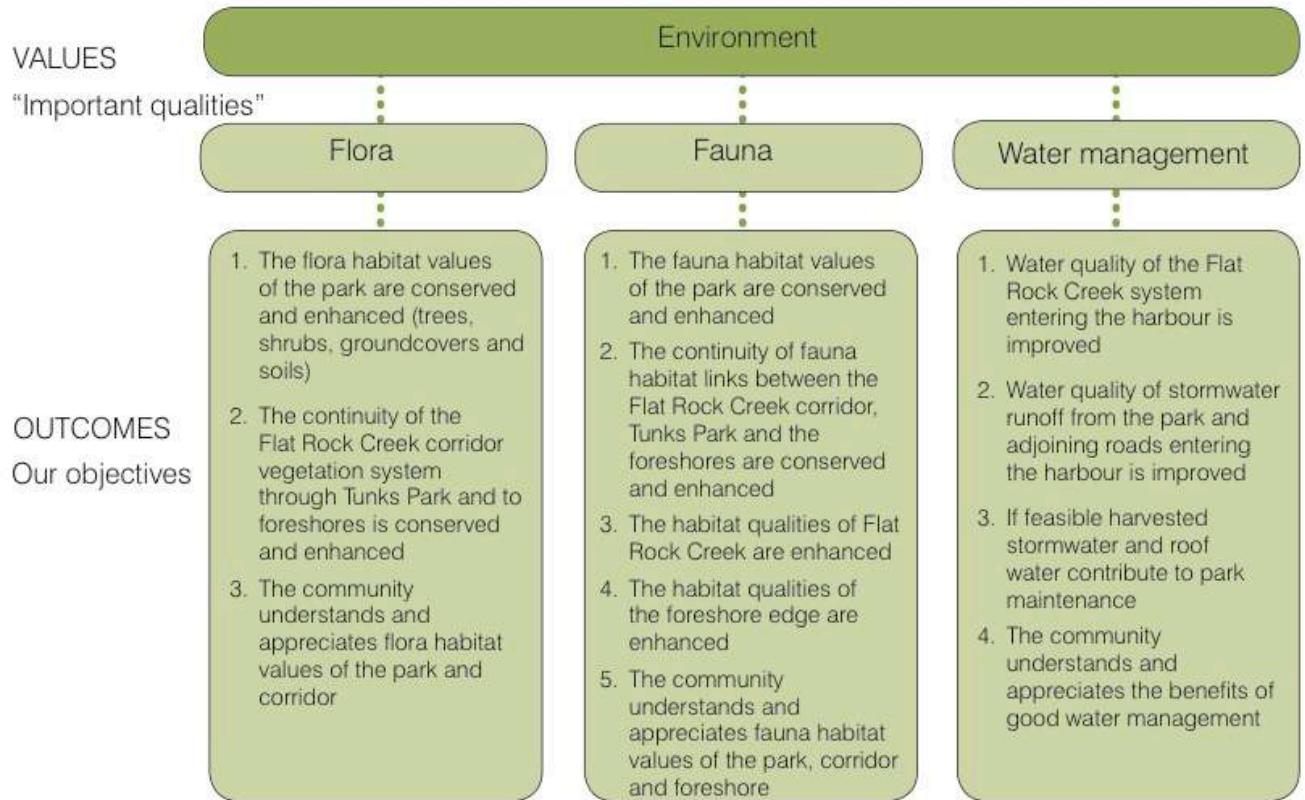 Environment
VALUES
“Important qualities”
Flora
Fauna
Water management
OUTCOMES
Our objectives
1. The flora habitat values
of the park are conserved
and enhanced (trees,
shrubs, groundcovers and
soils)
2. The continuity of the
Flat Rock Creek corridor
vegetation system
through Tunks Park and to
foreshores is conserved
and enhanced
3. The community
understands and
appreciates flora habitat
values of the park and
corridor
1. The fauna habitat values
of the park are conserved
and enhanced
2. The continuity of fauna
habitat links between the
Flat Rock Creek corridor,
Tunks Park and the
foreshores are conserved
and enhanced
3. The habitat qualities of Flat
Rock Creek are enhanced
4. The habitat qualities of
the foreshore edge are
enhanced
5. The community
understands and
appreciates fauna habitat
values of the park, corridor
and foreshore
1. Water quality of the Flat
Rock Creek system
entering the harbour is
improved
2. Water quality of stormwater
runoff from the park and
adjoining roads entering
the harbour is improved
3. If feasible harvested
stormwater and roof
water contribute to park
maintenance
4. The community
understands and
appreciates the benefits of
good water management